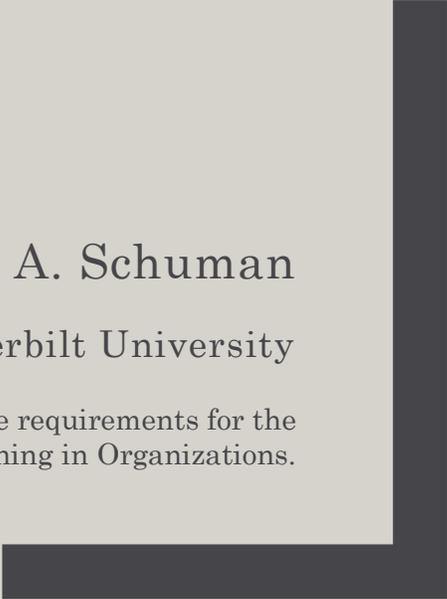 A. Schuman
erbilt University
e requirements for the
ning in Organizations.